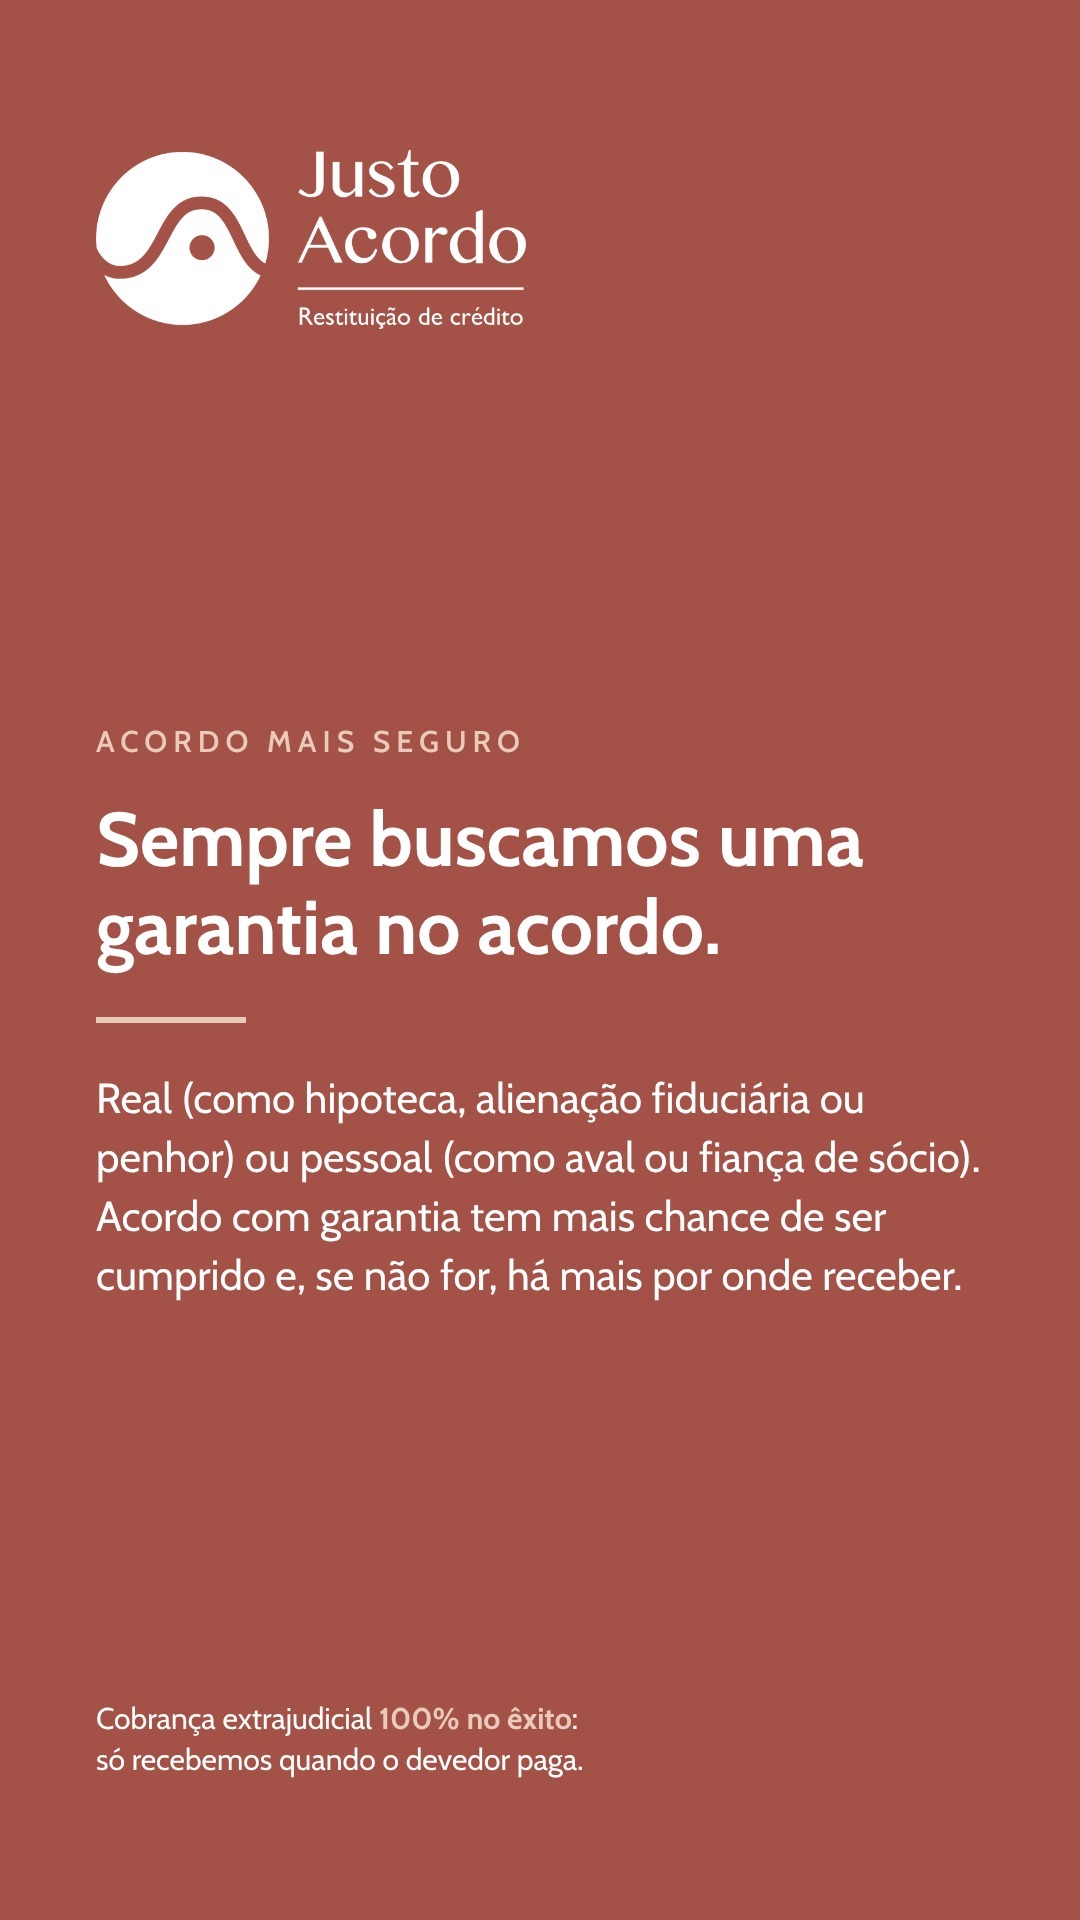 Justo
Acordo
Restituição de crédito
ACORDO MAIS SEGURO
Sempre buscamos uma
garantia no acordo.
Real (como hipoteca, alienação fiduciária ou
penhor) ou pessoal (como aval ou fiança de sócio).
Acordo com garantia tem mais chance de ser
cumprido e, se não for, há mais por onde receber.
Cobrança extrajudicial 100% no êxito:
só recebemos quando o devedor paga.